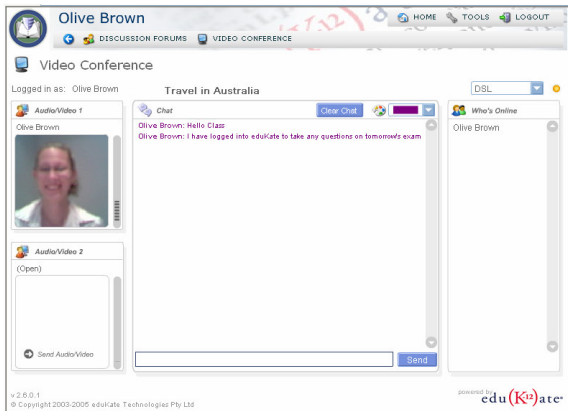 Olive Brown
HOME TOOLS LOGOUT
DISCUSSION FORUMS VIDEO CONFERENCE
Video Conference
Logged in as: Olive Brown Travel in Australia DSL
Audio/Video 1
Olive Brown
Chat Clear Chat
Olive Brown: Hello Class
Olive Brown: I have logged into eduKate to take any questions on tomorrow's exam
Who's Online
Olive Brown
Audio/Video 2
(Open)
Send Audio/Video
Send
v 2.6.0.1
© Copyright 2003-2005 eduKate Technologies Pty Ltd
powered by
edu(K12)ate